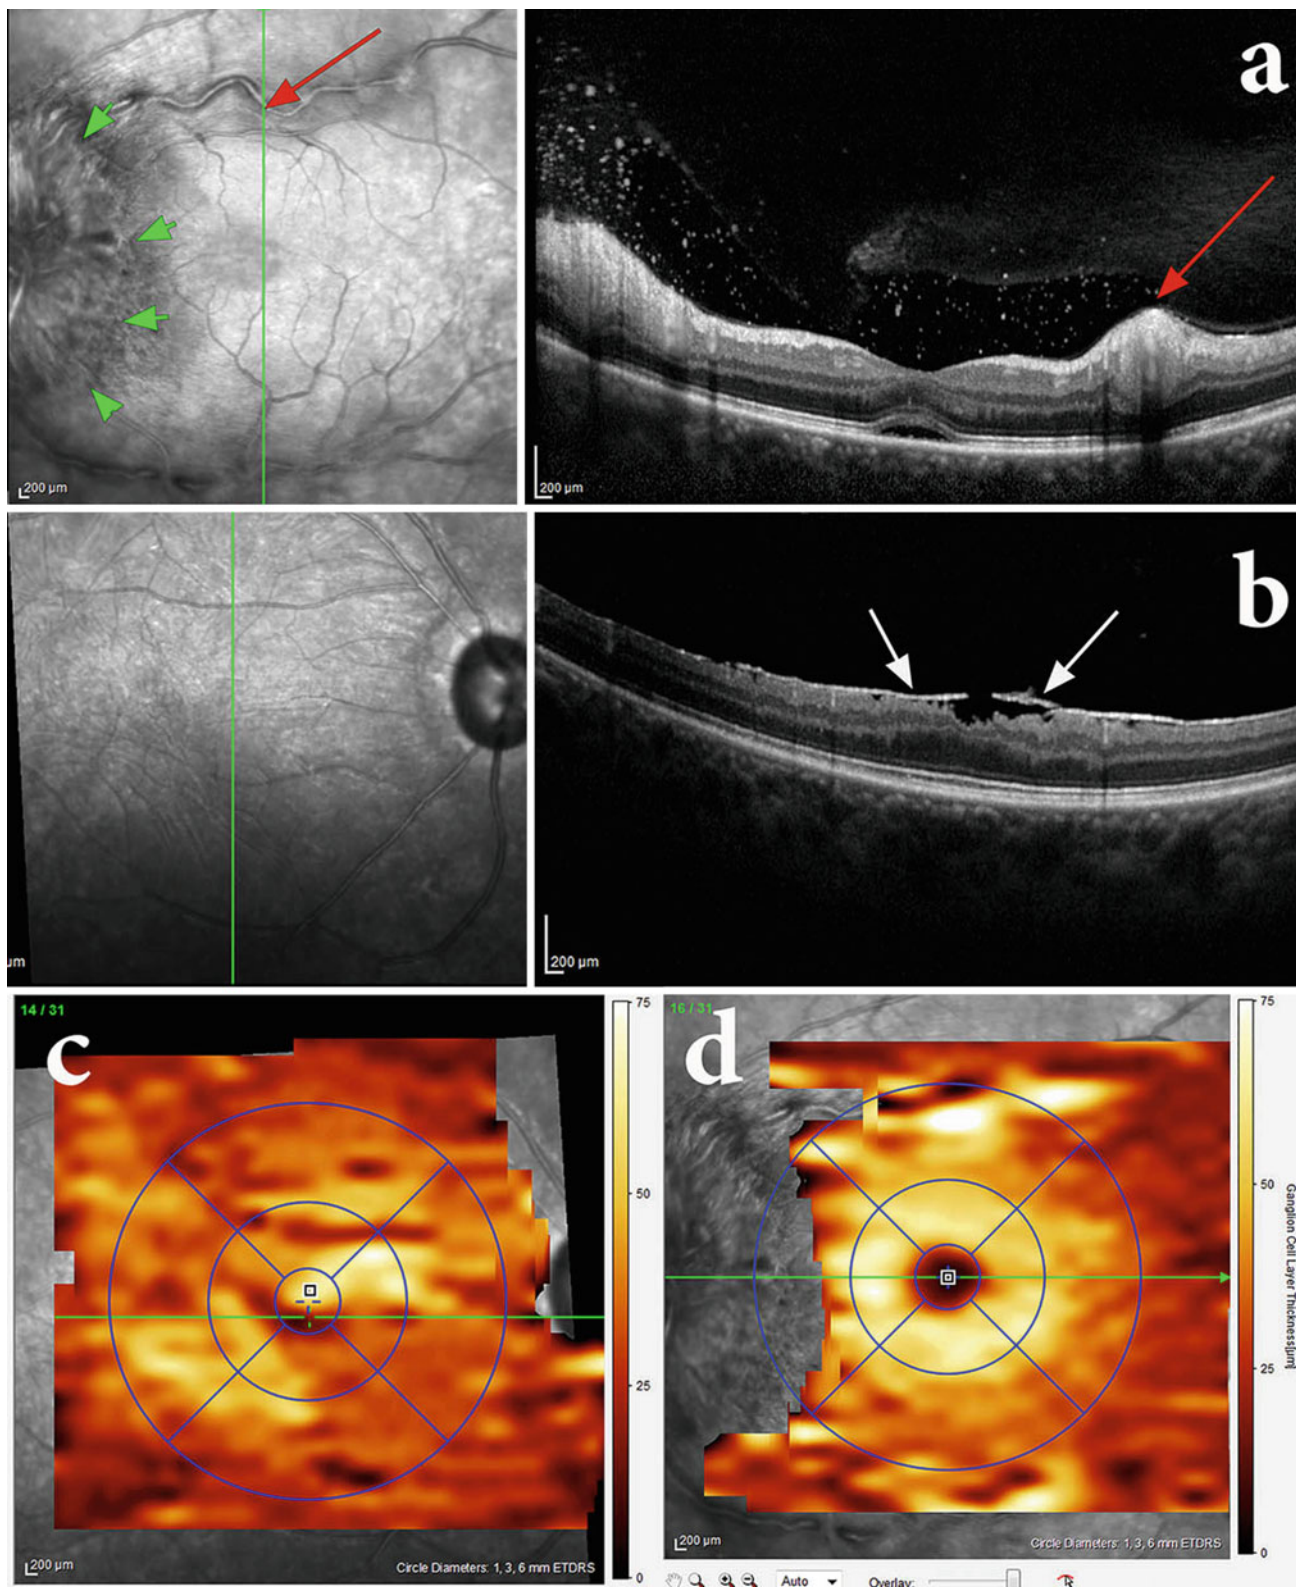 a
200 µm
200 µm
b
µm
200 µm
14 / 31
c
75
50
25
0
200 µm
Circle Diameters: 1, 3, 6 mm ETDRS
16 / 31
d
75
50
25
0
Ganglion Cell Layer Thickness[µm]
200 µm
Circle Diameters: 1, 3, 6 mm ETDRS
Auto
Overlay: